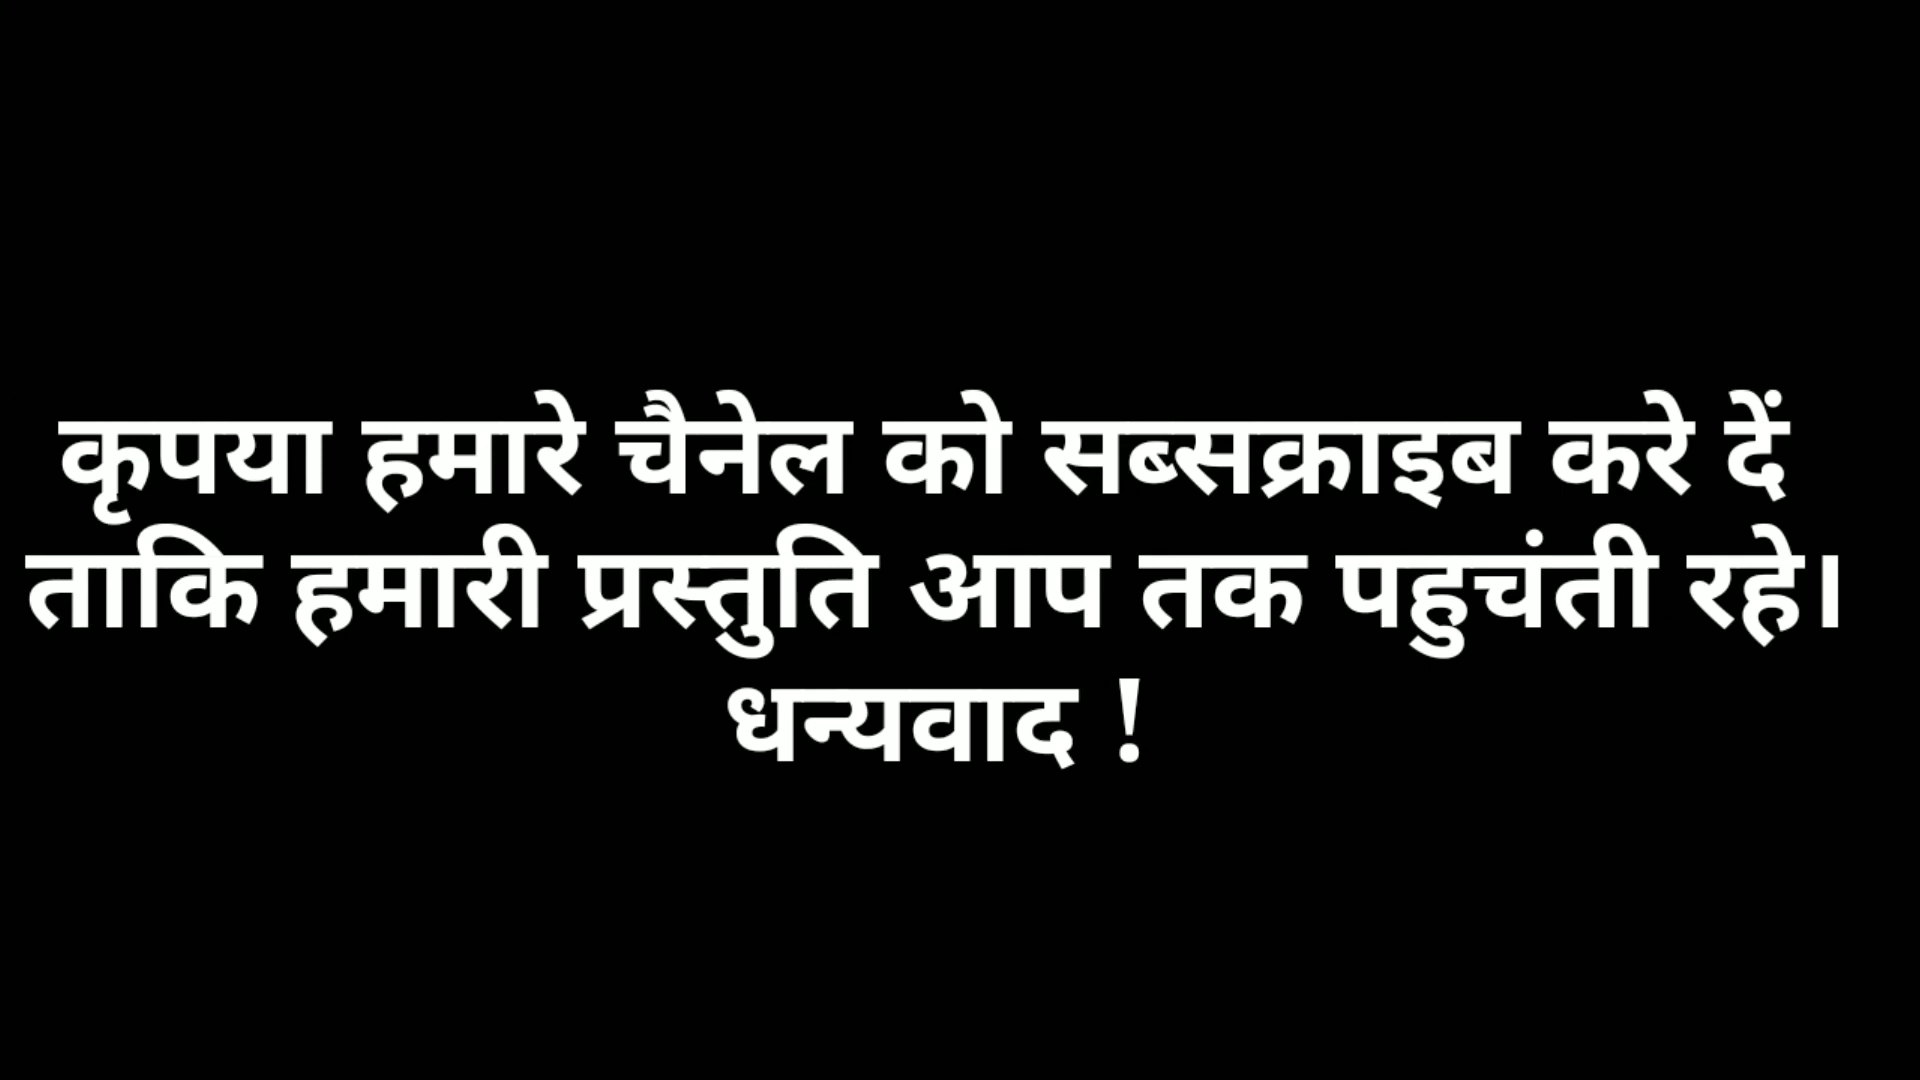 कृपया हमारे चैनेल को सब्सक्राइब करे दें
ताकि हमारी प्रस्तुति आप तक पहुचंती रहे।
धन्यवाद !